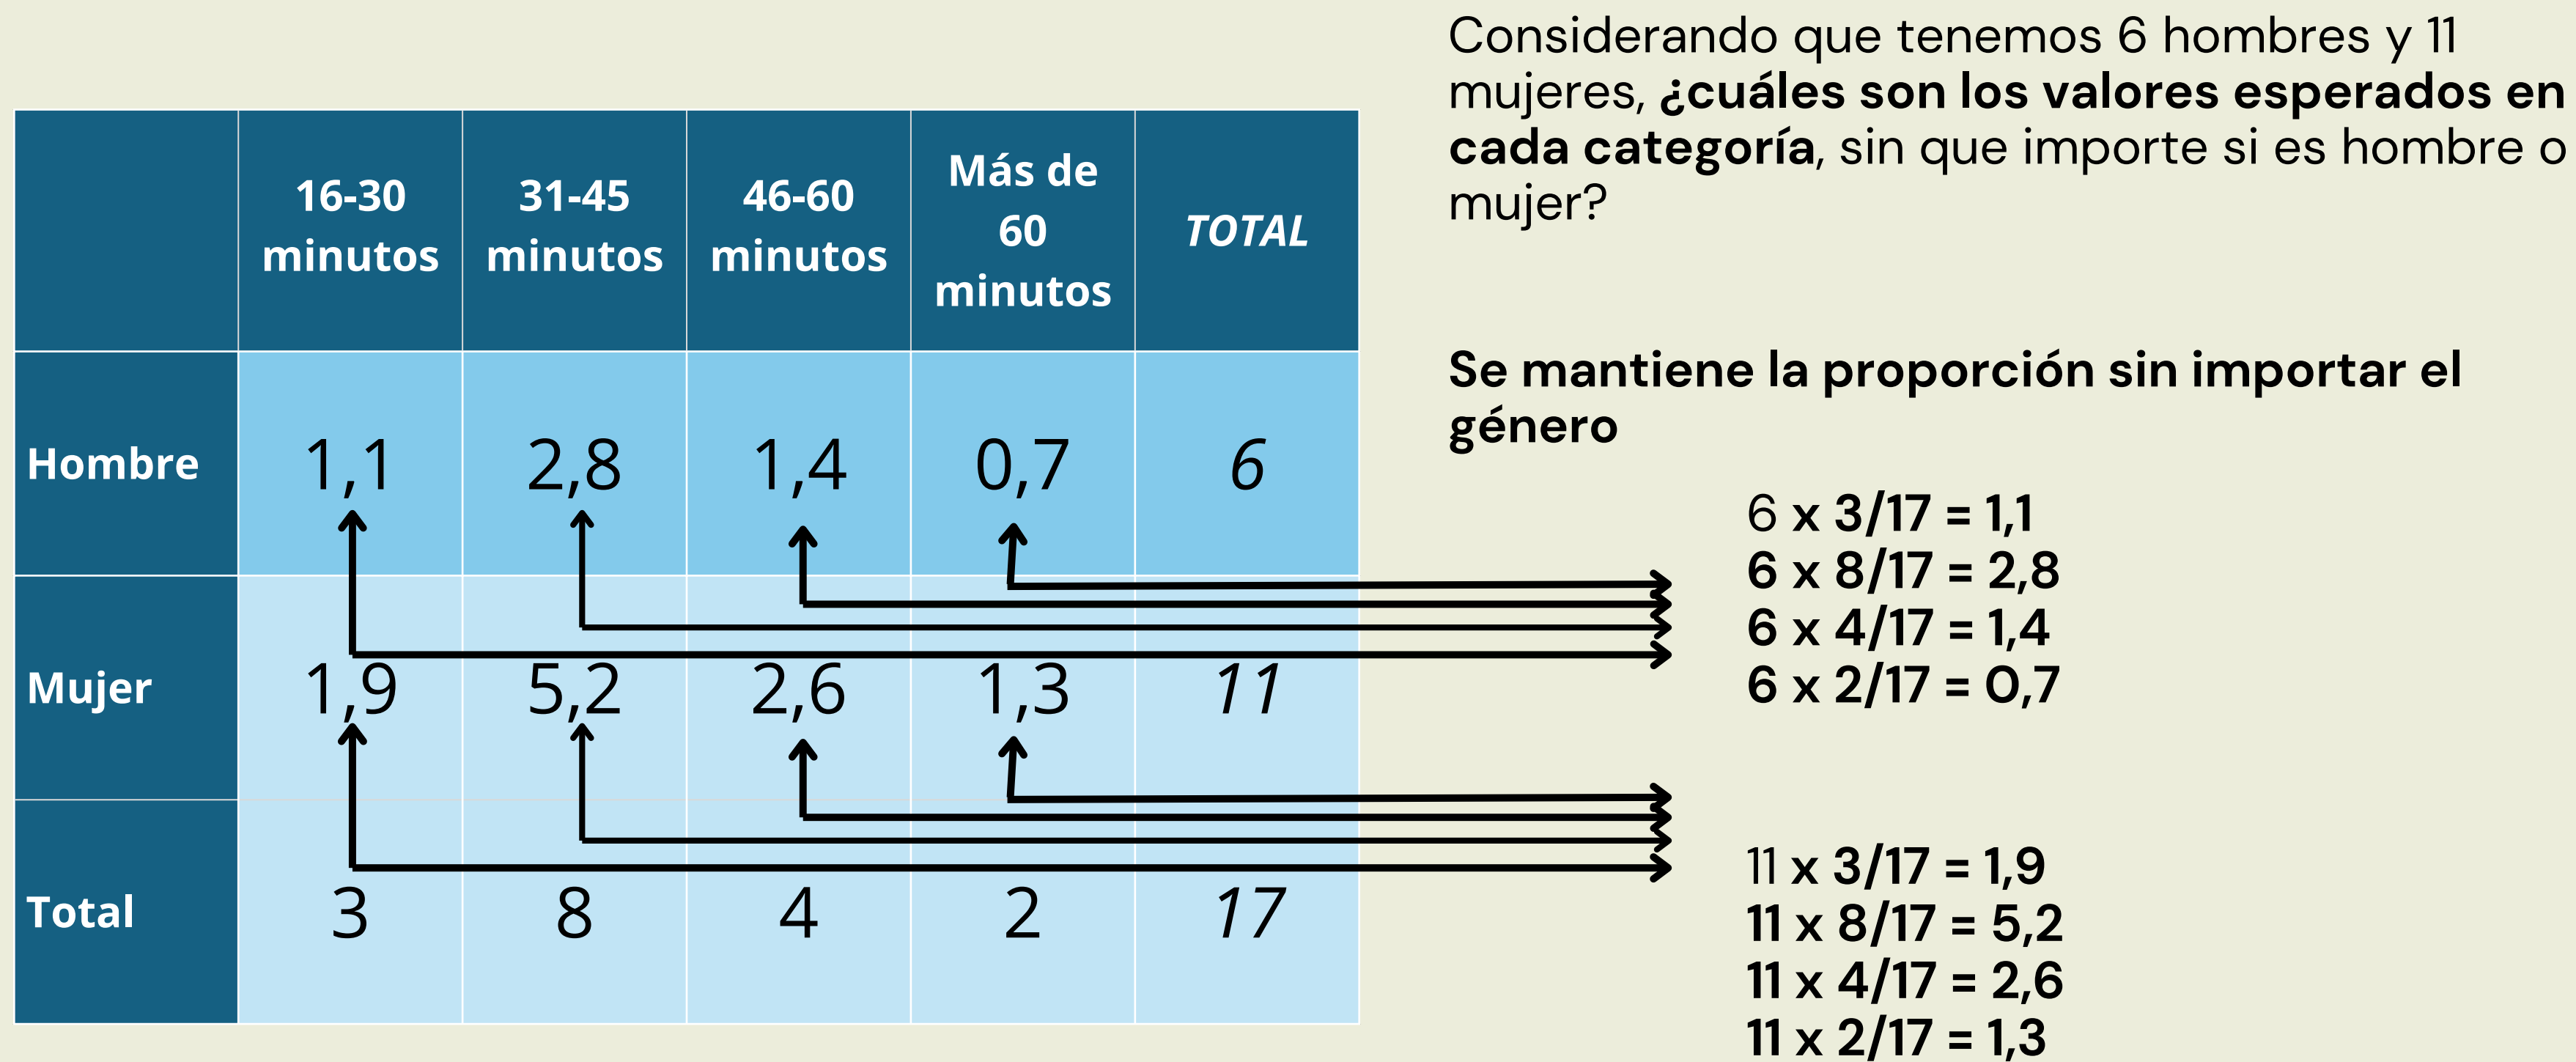 Considerando que tenemos 6 hombres y 11
mujeres, ¿cuáles son los valores esperados en
cada categoría, sin que importe si es hombre o
mujer?
16-30
minutos
31-45
minutos
46-60
minutos
Más de
60
minutos
TOTAL
Hombre 1,1 2,8 1,4 0,7 6
Mujer 1,9 5,2 2,6 1,3 11
Total 3 8 4 2 17
Se mantiene la proporción sin importar el
género
6 x 3/17 = 1,1
6 x 8/17 = 2,8
6 x 4/17 = 1,4
6 x 2/17 = 0,7
11 x 3/17 = 1,9
11 x 8/17 = 5,2
11 x 4/17 = 2,6
11 x 2/17 = 1,3